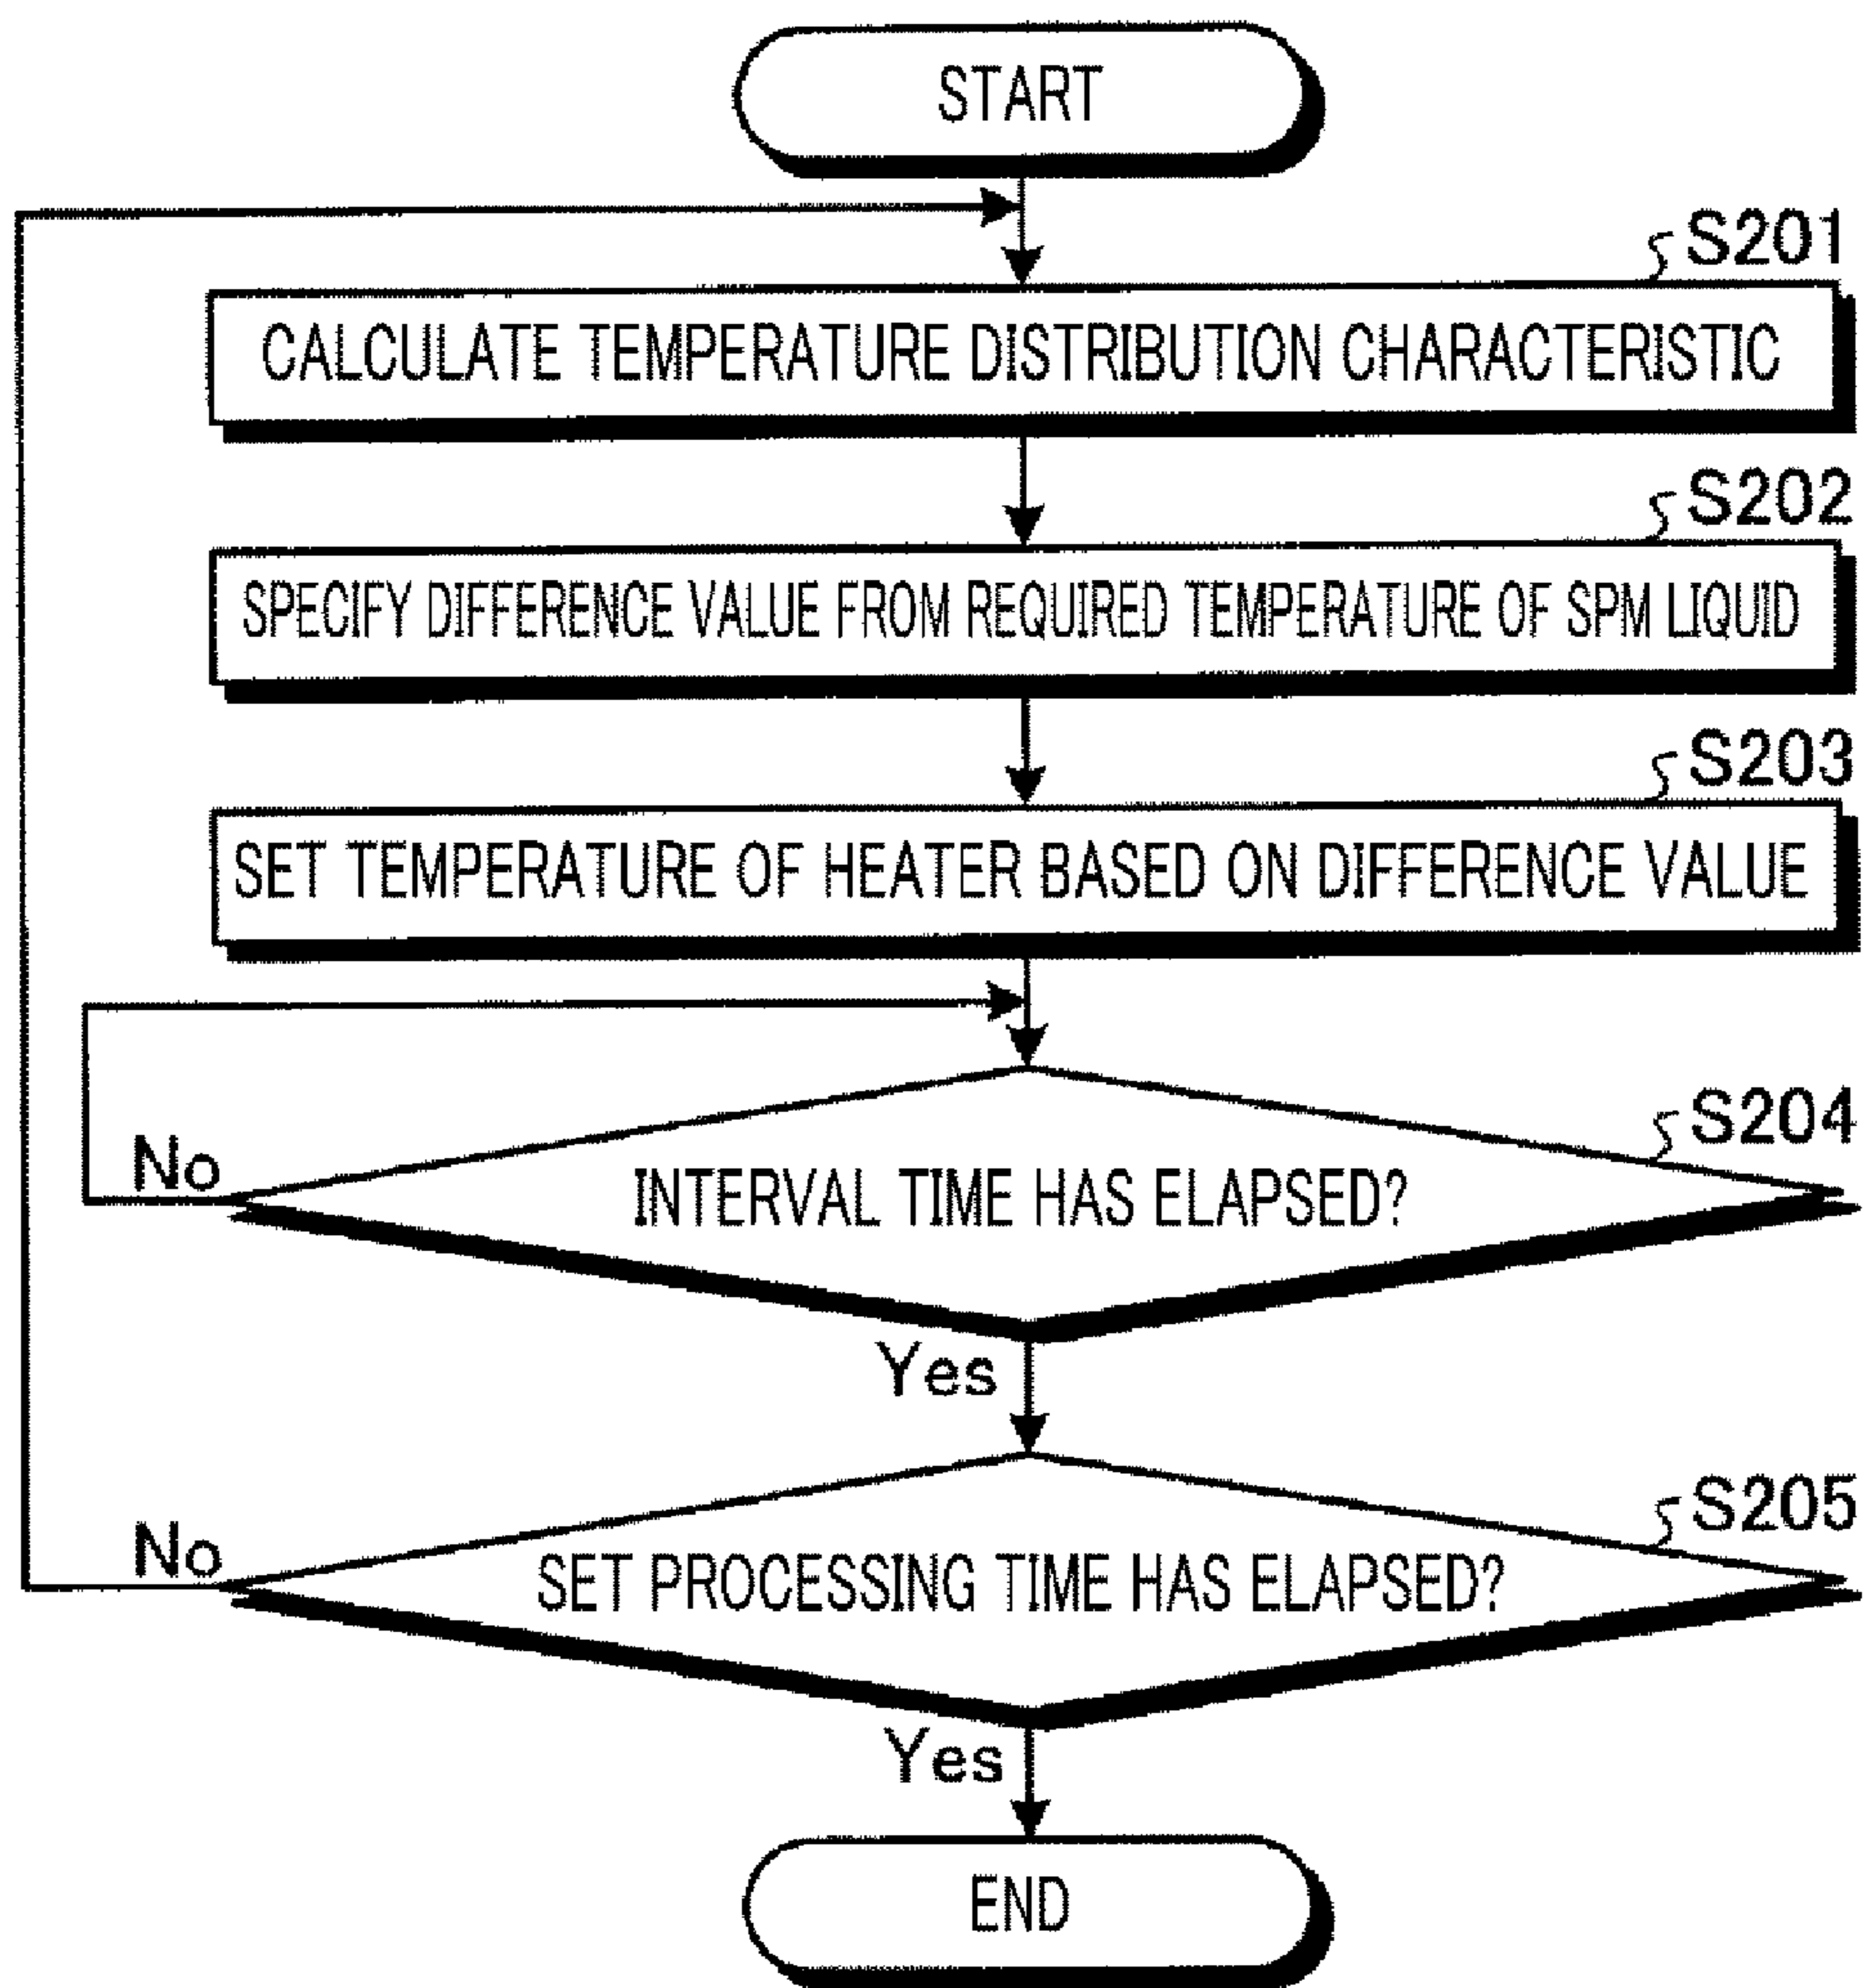 START
S201
CALCULATE TEMPERATURE DISTRIBUTION CHARACTERISTIC
S202
SPECIFY DIFFERENCE VALUE FROM REQUIRED TEMPERATURE OF SPM LIQUID
S203
SET TEMPERATURE OF HEATER BASED ON DIFFERENCE VALUE
S204
No
INTERVAL TIME HAS ELAPSED?
Yes
S205
No
SET PROCESSING TIME HAS ELAPSED?
Yes
END